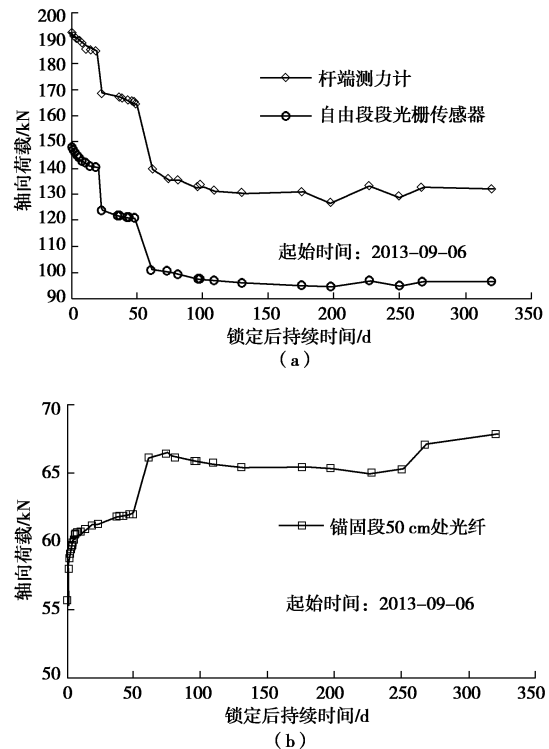 200
190
180
170
160
150
140
130
120
110
100
90
轴向荷载/kN
杆端测力计
自由段段光栅传感器
起始时间：2013-09-06
0 50 100 150 200 250 300 350
锁定后持续时间/d
（a）
70
65
60
55
50
轴向荷载/kN
锚固段50 cm处光纤
起始时间：2013-09-06
0 50 100 150 200 250 300 350
锁定后持续时间/d
（b）